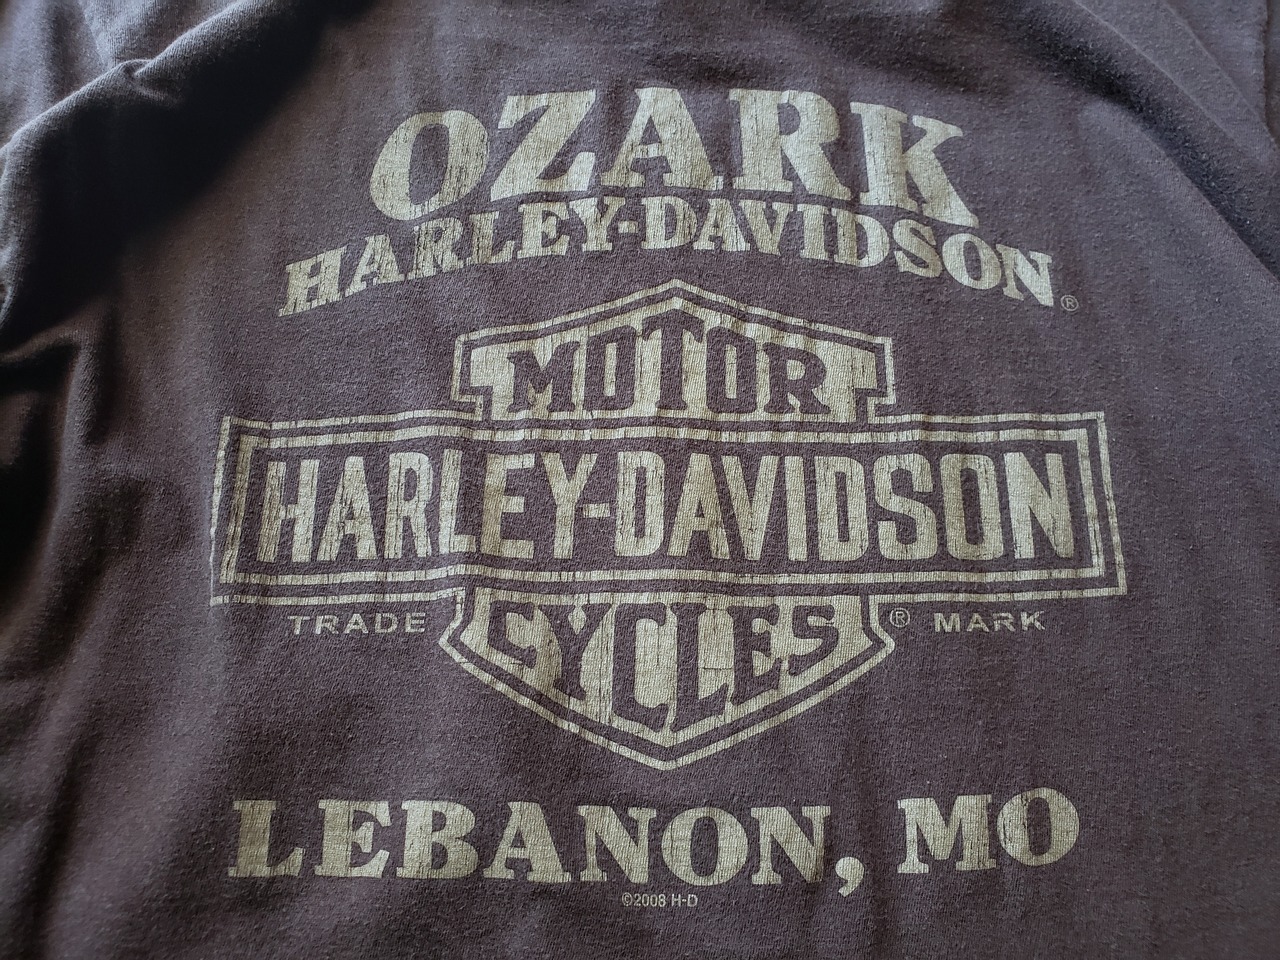 OZARK
HARLEY-DAVIDSON®
MOTOR
HARLEY-DAVIDSON
CYCLES
TRADE ® MARK
LEBANON, MO
©2008 H-D